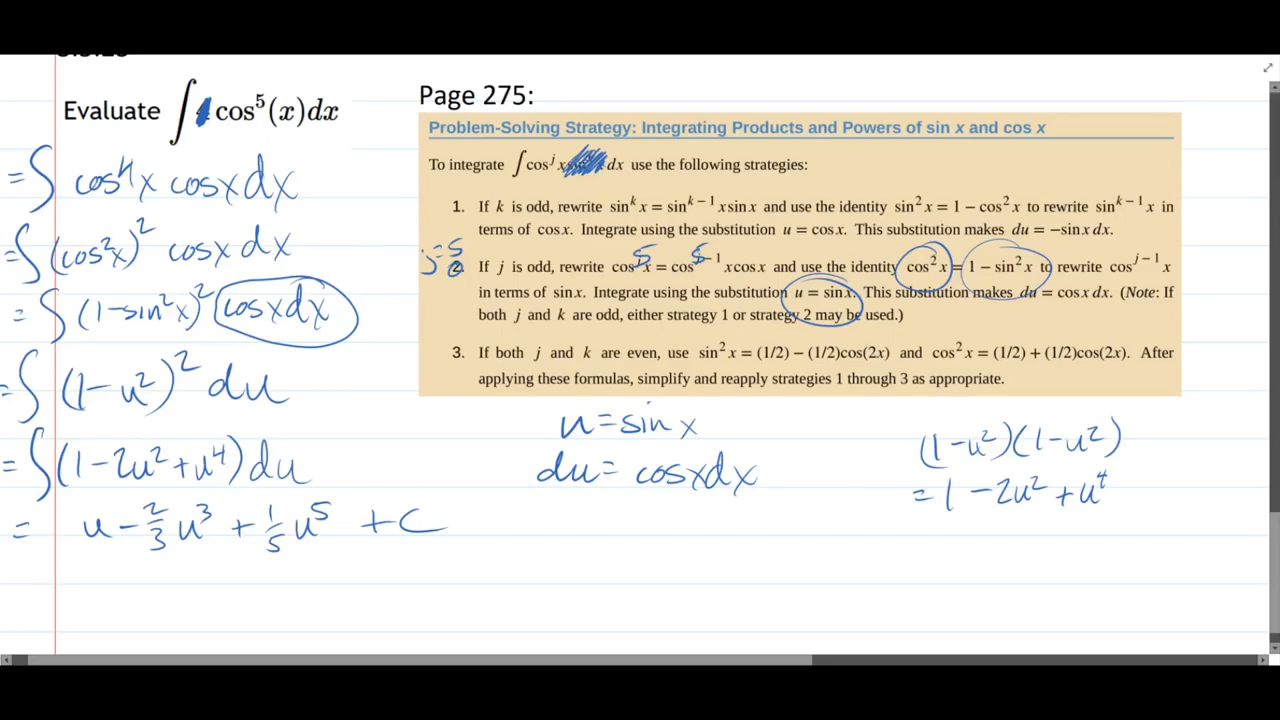 Evaluate ∫ cos⁵(x)dx
= ∫ cos⁴x cosx dx
= ∫ (cos²x)² cosx dx
= ∫ (1-sin²x)² cosxdx
= ∫ (1-u²)² du
= ∫ (1-2u²+u⁴) du
= u - 2/3 u³ + 1/5 u⁵ + C
Page 275:
Problem-Solving Strategy: Integrating Products and Powers of sin x and cos x
To integrate ∫ cosʲ x dx use the following strategies:
1. If k is odd, rewrite sinᵏ x = sinᵏ⁻¹ x sin x and use the identity sin² x = 1 − cos² x to rewrite sinᵏ⁻¹ x in
terms of cos x. Integrate using the substitution u = cos x. This substitution makes du = −sin x dx.
j=5
2. If j is odd, rewrite cos⁵ x = cos⁵⁻¹ x cos x and use the identity cos² x = 1 − sin² x to rewrite cosʲ⁻¹ x
in terms of sin x. Integrate using the substitution u = sin x. This substitution makes du = cos x dx. (Note: If
both j and k are odd, either strategy 1 or strategy 2 may be used.)
3. If both j and k are even, use sin² x = (1/2) − (1/2)cos(2x) and cos² x = (1/2) + (1/2)cos(2x). After
applying these formulas, simplify and reapply strategies 1 through 3 as appropriate.
u = sin x
du = cosxdx
(1-u²)(1-u²)
= 1 - 2u² + u⁴